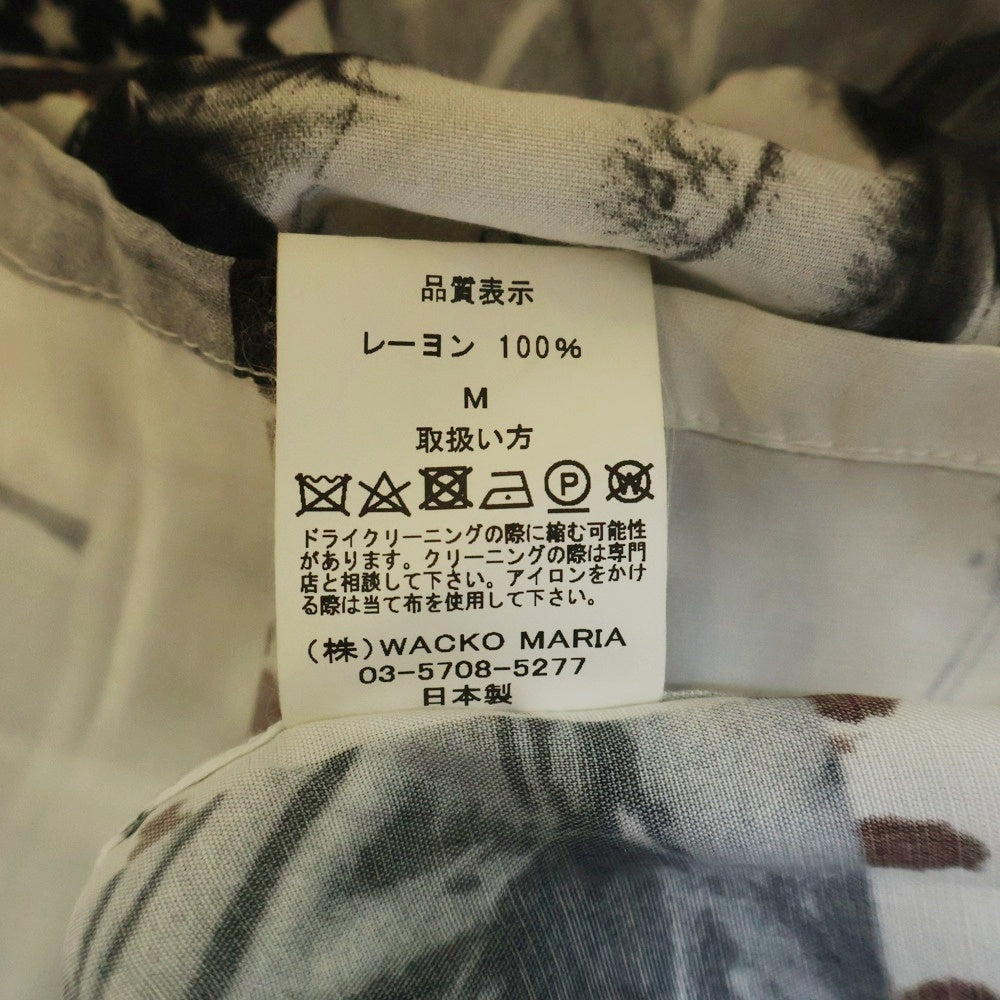 品質表示
レーヨン 100%
M
取扱い方
P W
ドライクリーニングの際に縮む可能性
があります。クリーニングの際は専門
店と相談して下さい。アイロンをかけ
る際は当て布を使用して下さい。
(株)WACKO MARIA
03-5708-5277
日本製